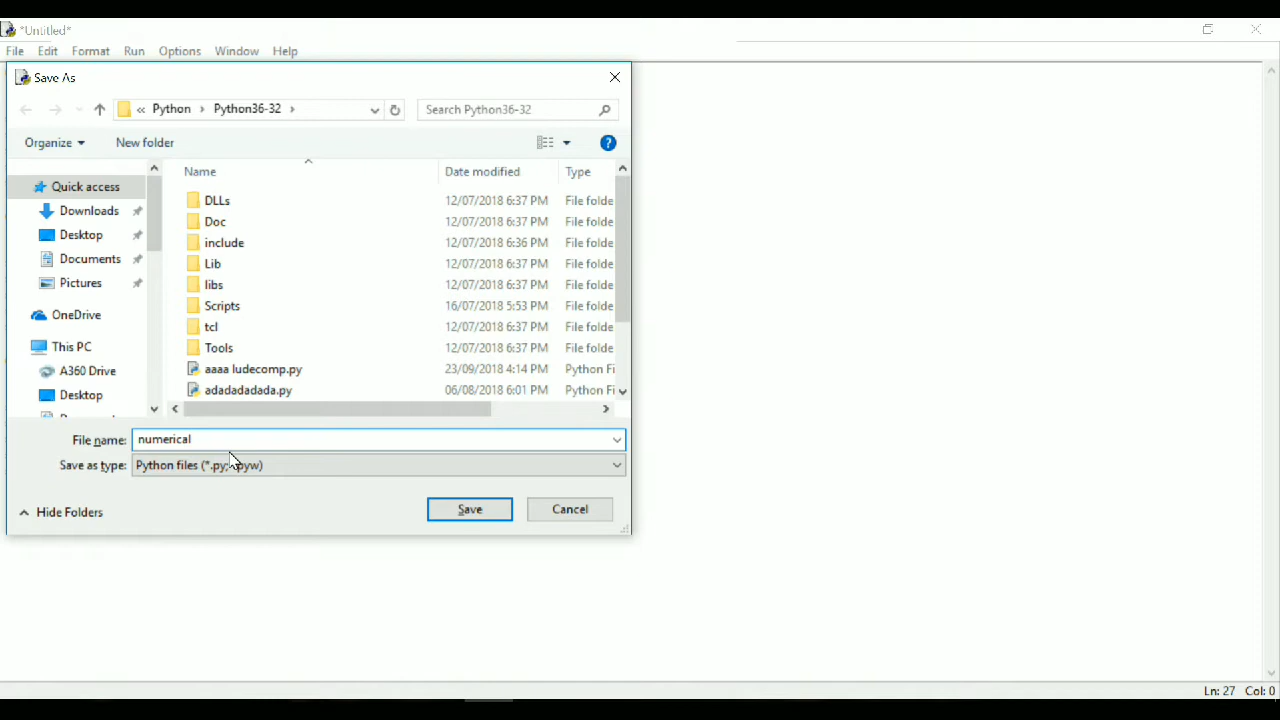 *Untitled*
File Edit Format Run Options Window Help
Save As
« Python › Python36-32 ›
Search Python36-32
Organize New folder
Name Date modified Type
Quick access
Downloads
Desktop
Documents
Pictures
OneDrive
This PC
A360 Drive
Desktop
DLLs 12/07/2018 6:37 PM File folde
Doc 12/07/2018 6:37 PM File folde
include 12/07/2018 6:36 PM File folde
Lib 12/07/2018 6:37 PM File folde
libs 12/07/2018 6:37 PM File folde
Scripts 16/07/2018 5:53 PM File folde
tcl 12/07/2018 6:37 PM File folde
Tools 12/07/2018 6:37 PM File folde
aaaa ludecomp.py 23/09/2018 4:14 PM Python Fi
adadadadada.py 06/08/2018 6:01 PM Python Fi
File name: numerical
Save as type: Python files (*.py; pyw)
Hide Folders
Save Cancel
Ln: 27 Col: 0